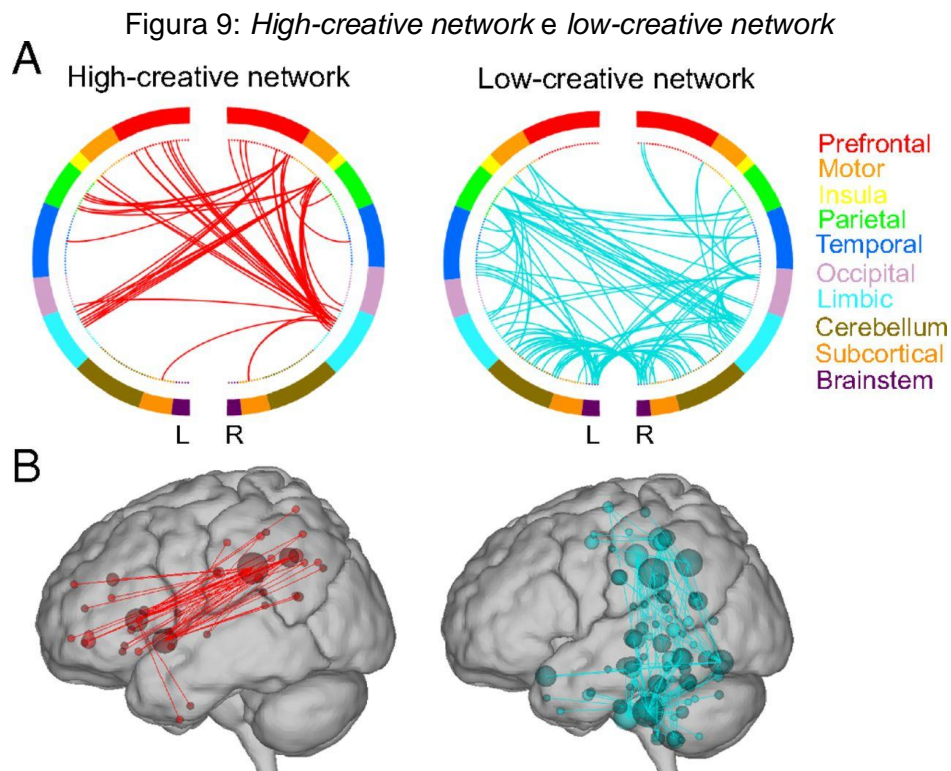 Figura 9: High-creative network e low-creative network
A
High-creative network
Low-creative network
Prefrontal
Motor
Insula
Parietal
Temporal
Occipital
Limbic
Cerebellum
Subcortical
Brainstem
L R
L R
B